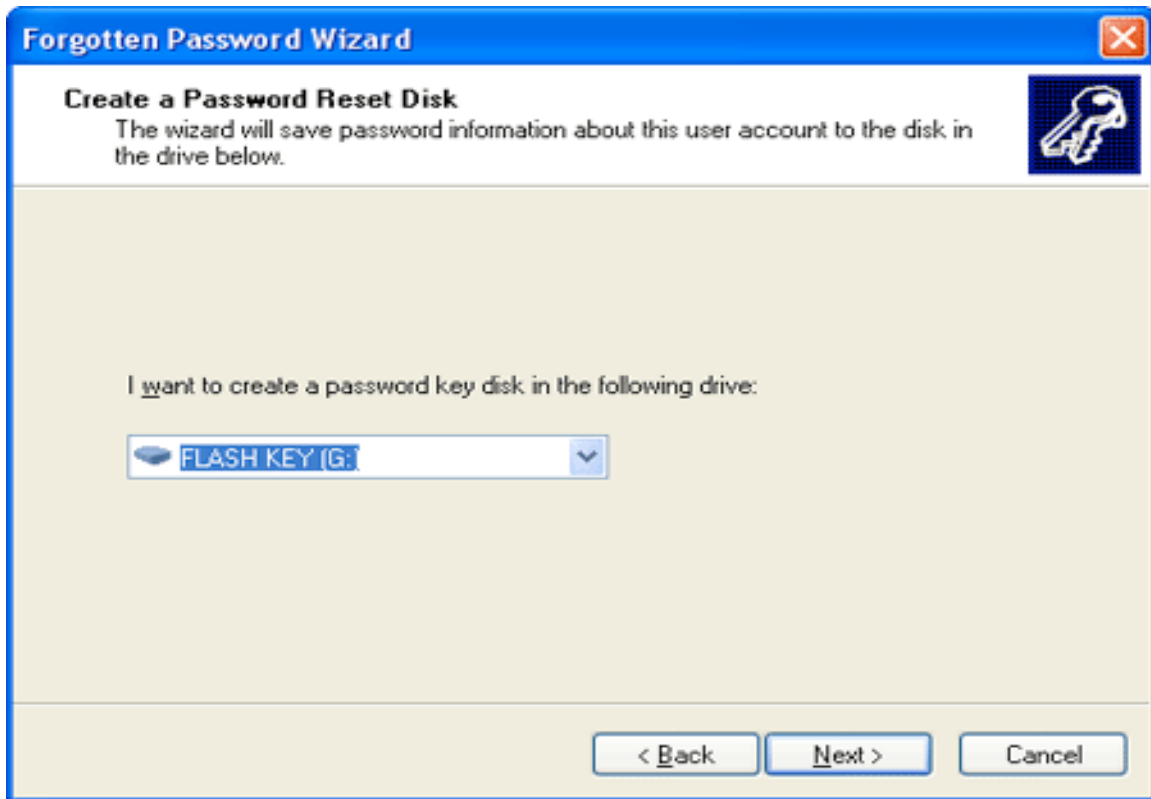 Forgotten Password Wizard
Create a Password Reset Disk
The wizard will save password information about this user account to the disk in
the drive below.
I want to create a password key disk in the following drive:
FLASH KEY (G:)
< Back
Next >
Cancel